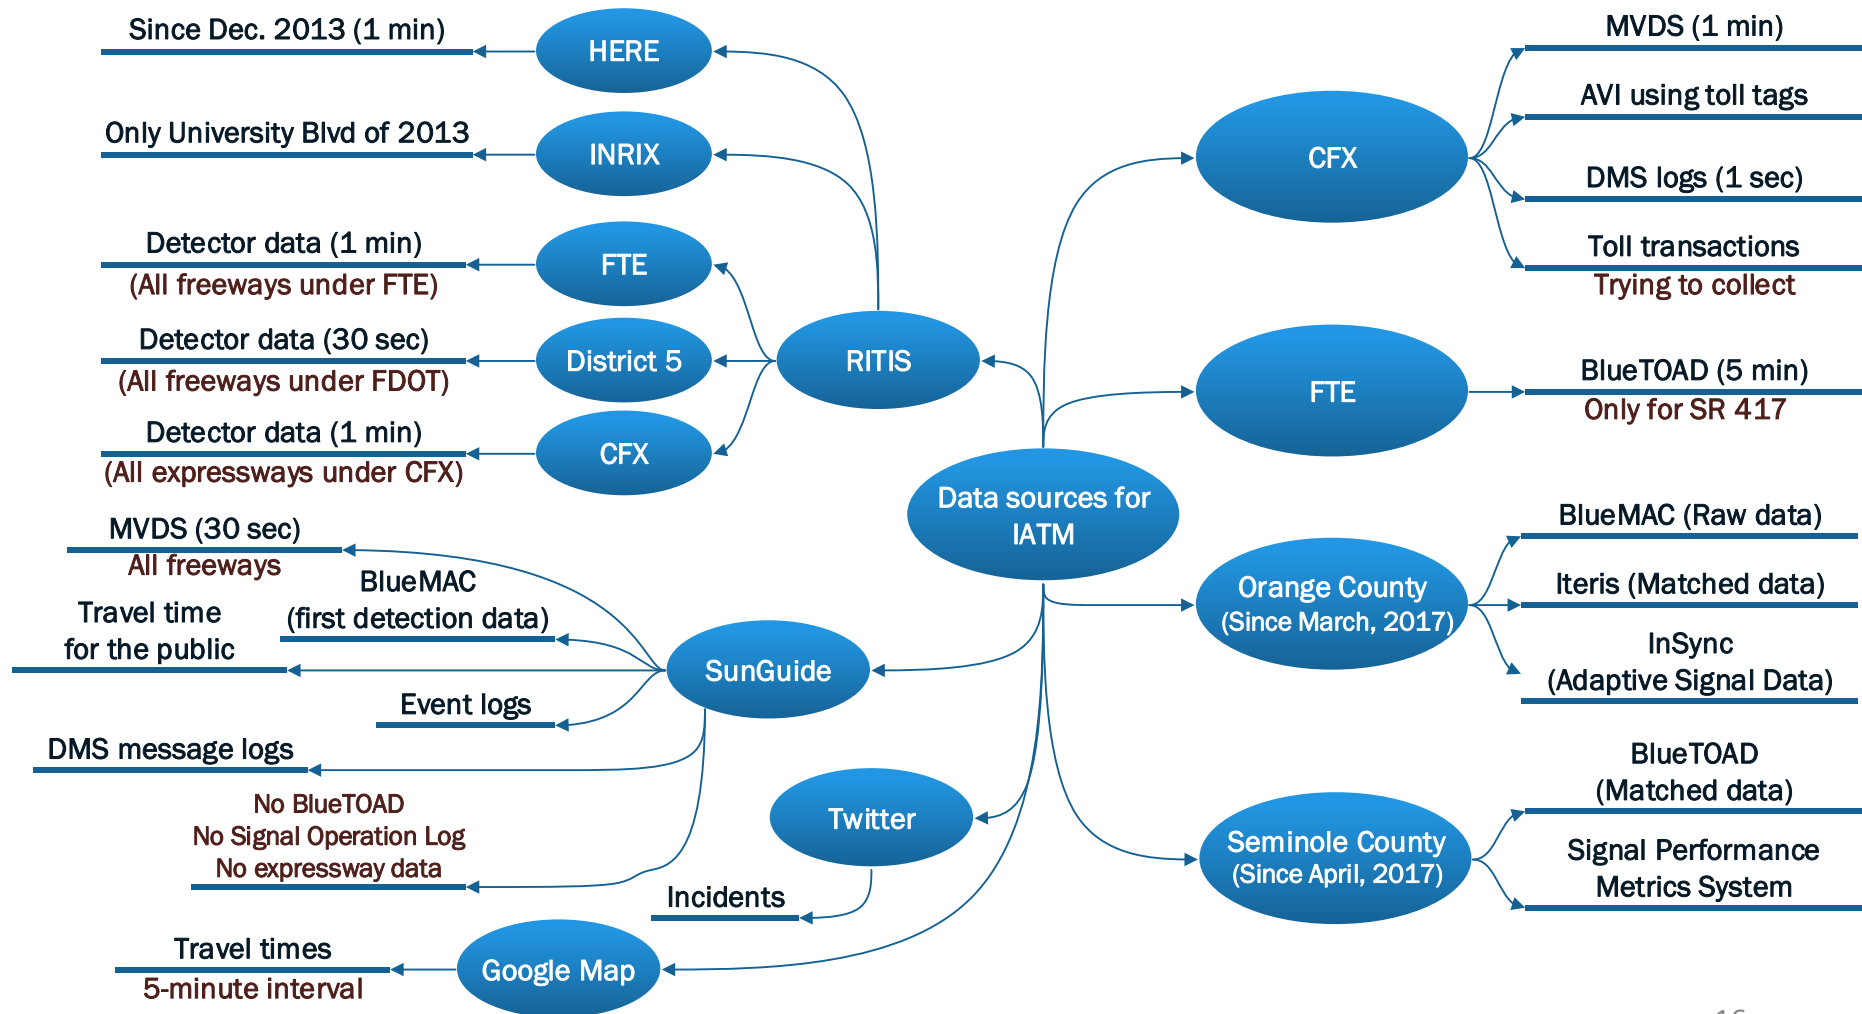 Since Dec. 2013 (1 min)
HERE
Only University Blvd of 2013
INRIX
Detector data (1 min)
(All freeways under FTE)
FTE
Detector data (30 sec)
(All freeways under FDOT)
District 5
Detector data (1 min)
(All expressways under CFX)
CFX
RITIS
MVDS (1 min)
AVI using toll tags
CFX
DMS logs (1 sec)
Toll transactions
Trying to collect
FTE
BlueTOAD (5 min)
Only for SR 417
Data sources for
IATM
MVDS (30 sec)
All freeways
BlueMAC
(first detection data)
Travel time
for the public
SunGuide
Event logs
DMS message logs
No BlueTOAD
No Signal Operation Log
No expressway data
Orange County
(Since March, 2017)
BlueMAC (Raw data)
Iteris (Matched data)
InSync
(Adaptive Signal Data)
Twitter
Incidents
Seminole County
(Since April, 2017)
BlueTOAD
(Matched data)
Signal Performance
Metrics System
Travel times
5-minute interval
Google Map